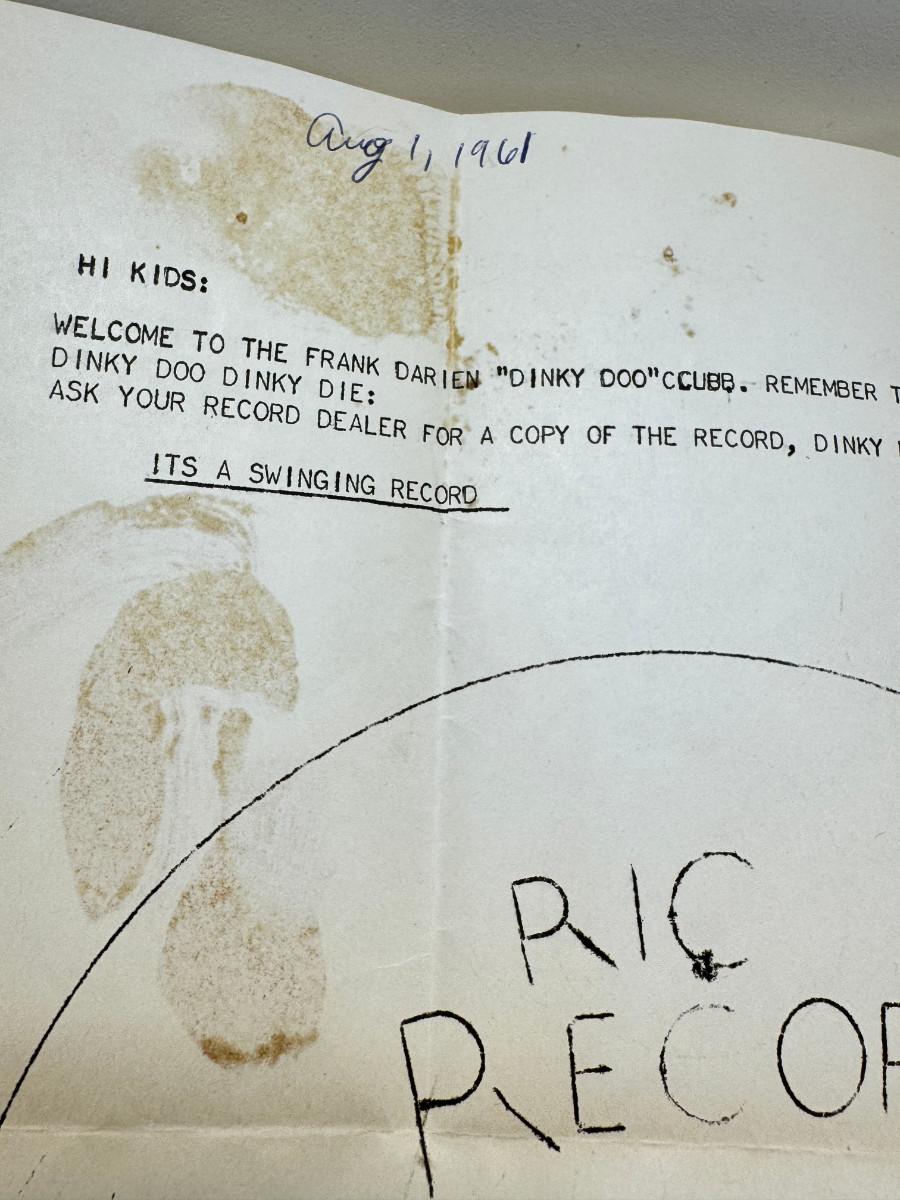 Aug 1, 1961
HI KIDS:
WELCOME TO THE FRANK DARIEN "DINKY DOO"CCUBB. REMEMBER T
DINKY DOO DINKY DIE:
ASK YOUR RECORD DEALER FOR A COPY OF THE RECORD, DINKY
ITS A SWINGING RECORD
RIC
RECOR